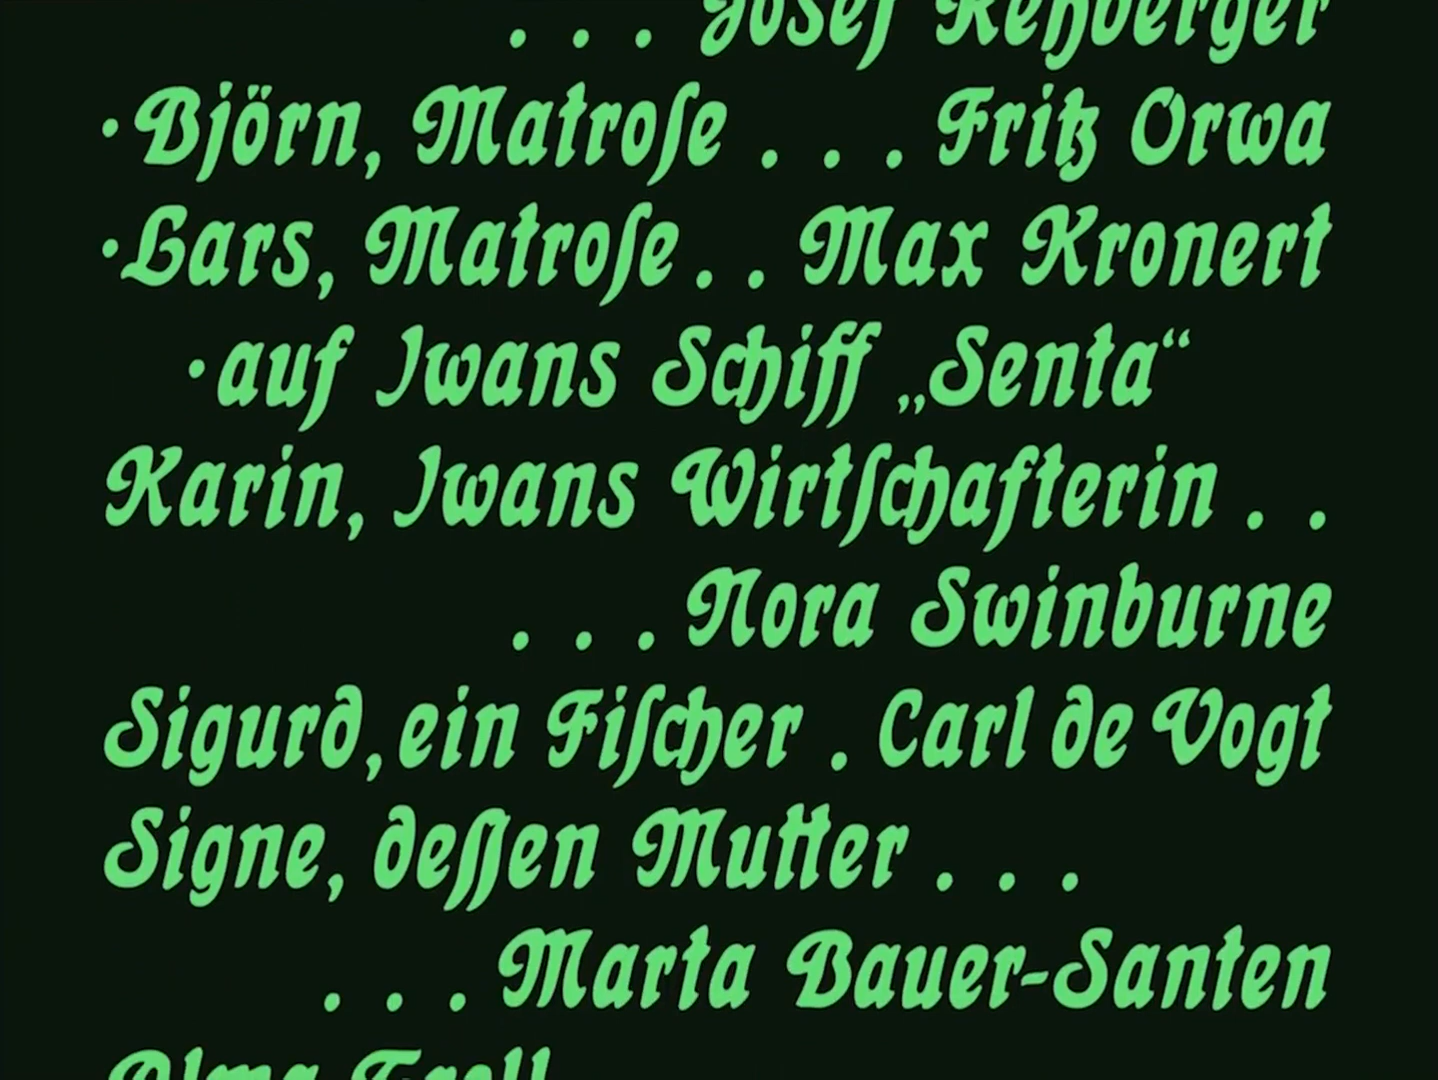 . . . Josef Rehberger
·Björn, Matroſe . . . Fritz Orwa
·Lars, Matroſe . . Max Kronert
·auf Iwans Schiff „Senta“
Karin, Iwans Wirtſchafterin . .
. . . Nora Swinburne
Sigurd, ein Fiſcher . Carl de Vogt
Signe, deſſen Mutter . . .
. . . Marta Bauer-Santen